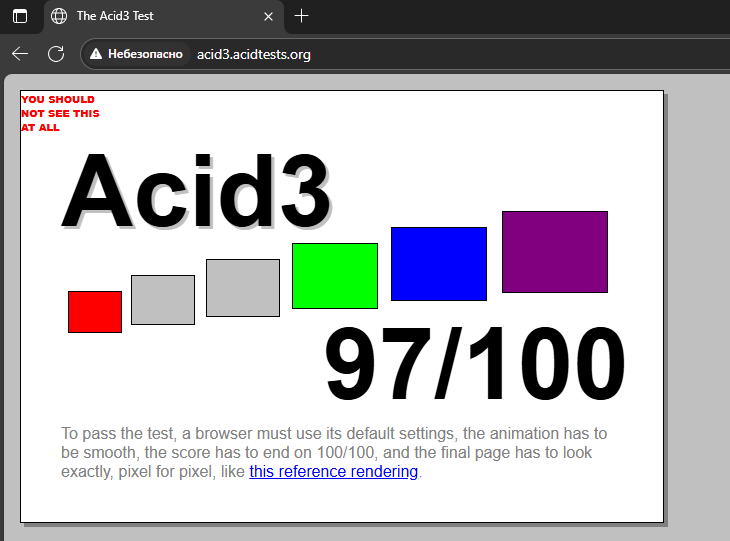 The Acid3 Test
Небезопасно
acid3.acidtests.org
YOU SHOULD
NOT SEE THIS
AT ALL
Acid3
97/100
To pass the test, a browser must use its default settings, the animation has to
be smooth, the score has to end on 100/100, and the final page has to look
exactly, pixel for pixel, like this reference rendering.